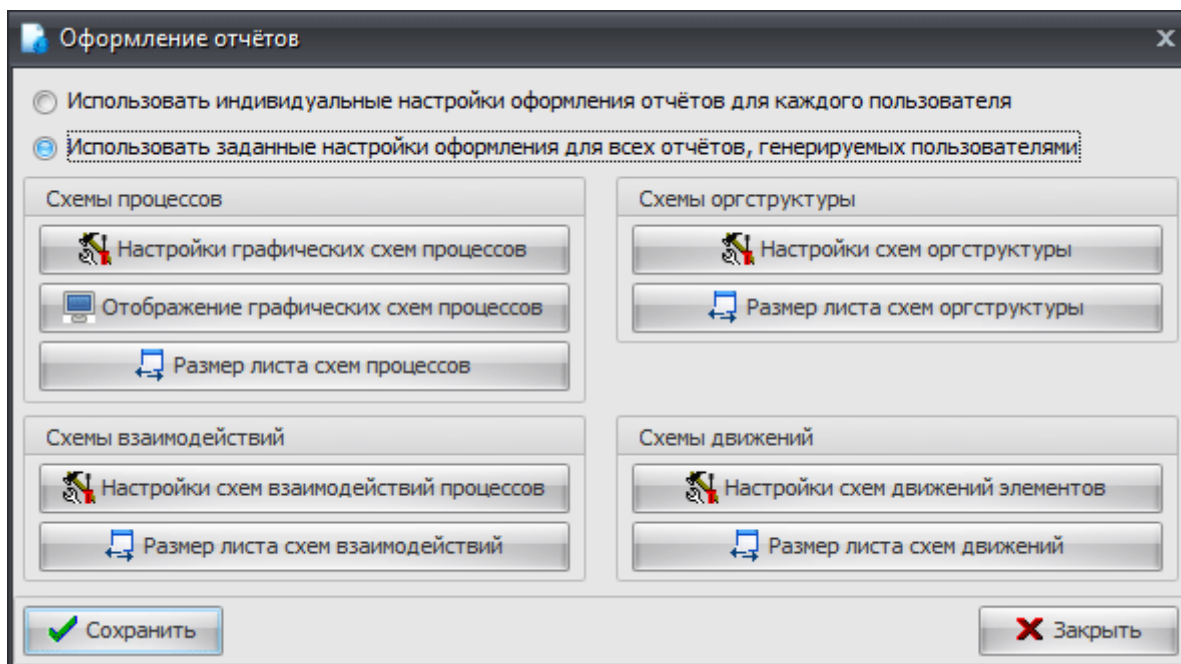 Оформление отчётов
Использовать индивидуальные настройки оформления отчётов для каждого пользователя
Использовать заданные настройки оформления для всех отчётов, генерируемых пользователями
Схемы процессов
Настройки графических схем процессов
Отображение графических схем процессов
Размер листа схем процессов
Схемы оргструктуры
Настройки схем оргструктуры
Размер листа схем оргструктуры
Схемы взаимодействий
Настройки схем взаимодействий процессов
Размер листа схем взаимодействий
Схемы движений
Настройки схем движений элементов
Размер листа схем движений
Сохранить
Закрыть